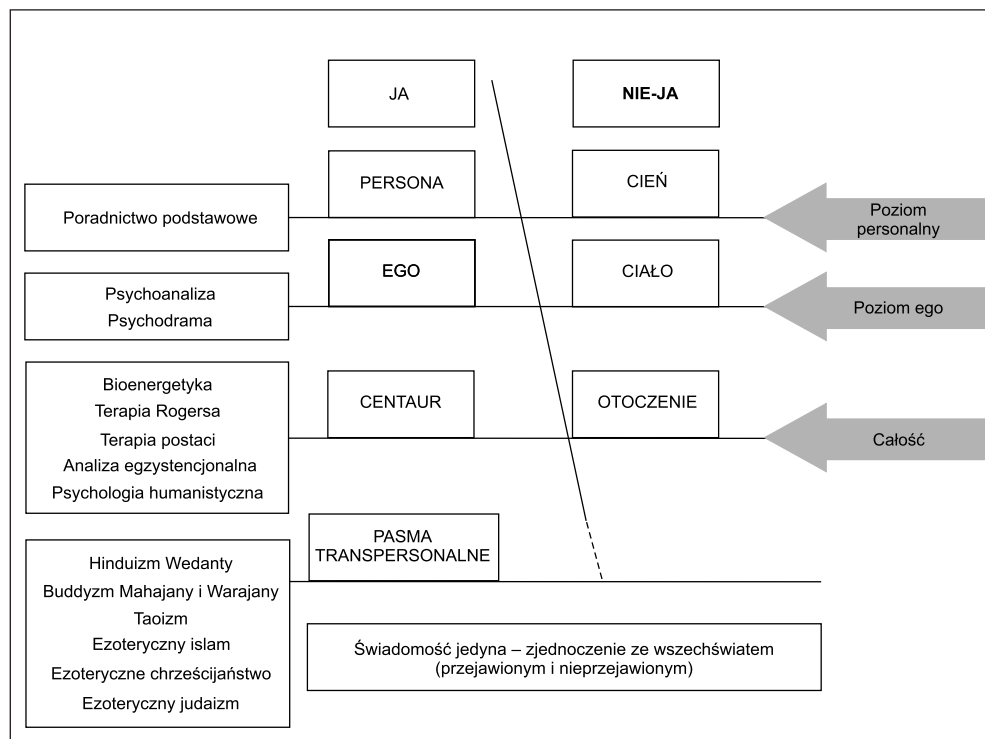 JA
NIE-JA
PERSONA
CIEŃ
Poradnictwo podstawowe
Poziom
personalny
EGO
CIAŁO
Psychoanaliza
Psychodrama
Poziom ego
Bioenergetyka
Terapia Rogersa
Terapia postaci
Analiza egzystencjonalna
Psychologia humanistyczna
CENTAUR
OTOCZENIE
Całość
PASMA
TRANSPERSONALNE
Hinduizm Wedanty
Buddyzm Mahajany i Warajany
Taoizm
Ezoteryczny islam
Ezoteryczne chrześcijaństwo
Ezoteryczny judaizm
Świadomość jedyna – zjednoczenie ze wszechświatem
(przejawionym i nieprzejawionym)